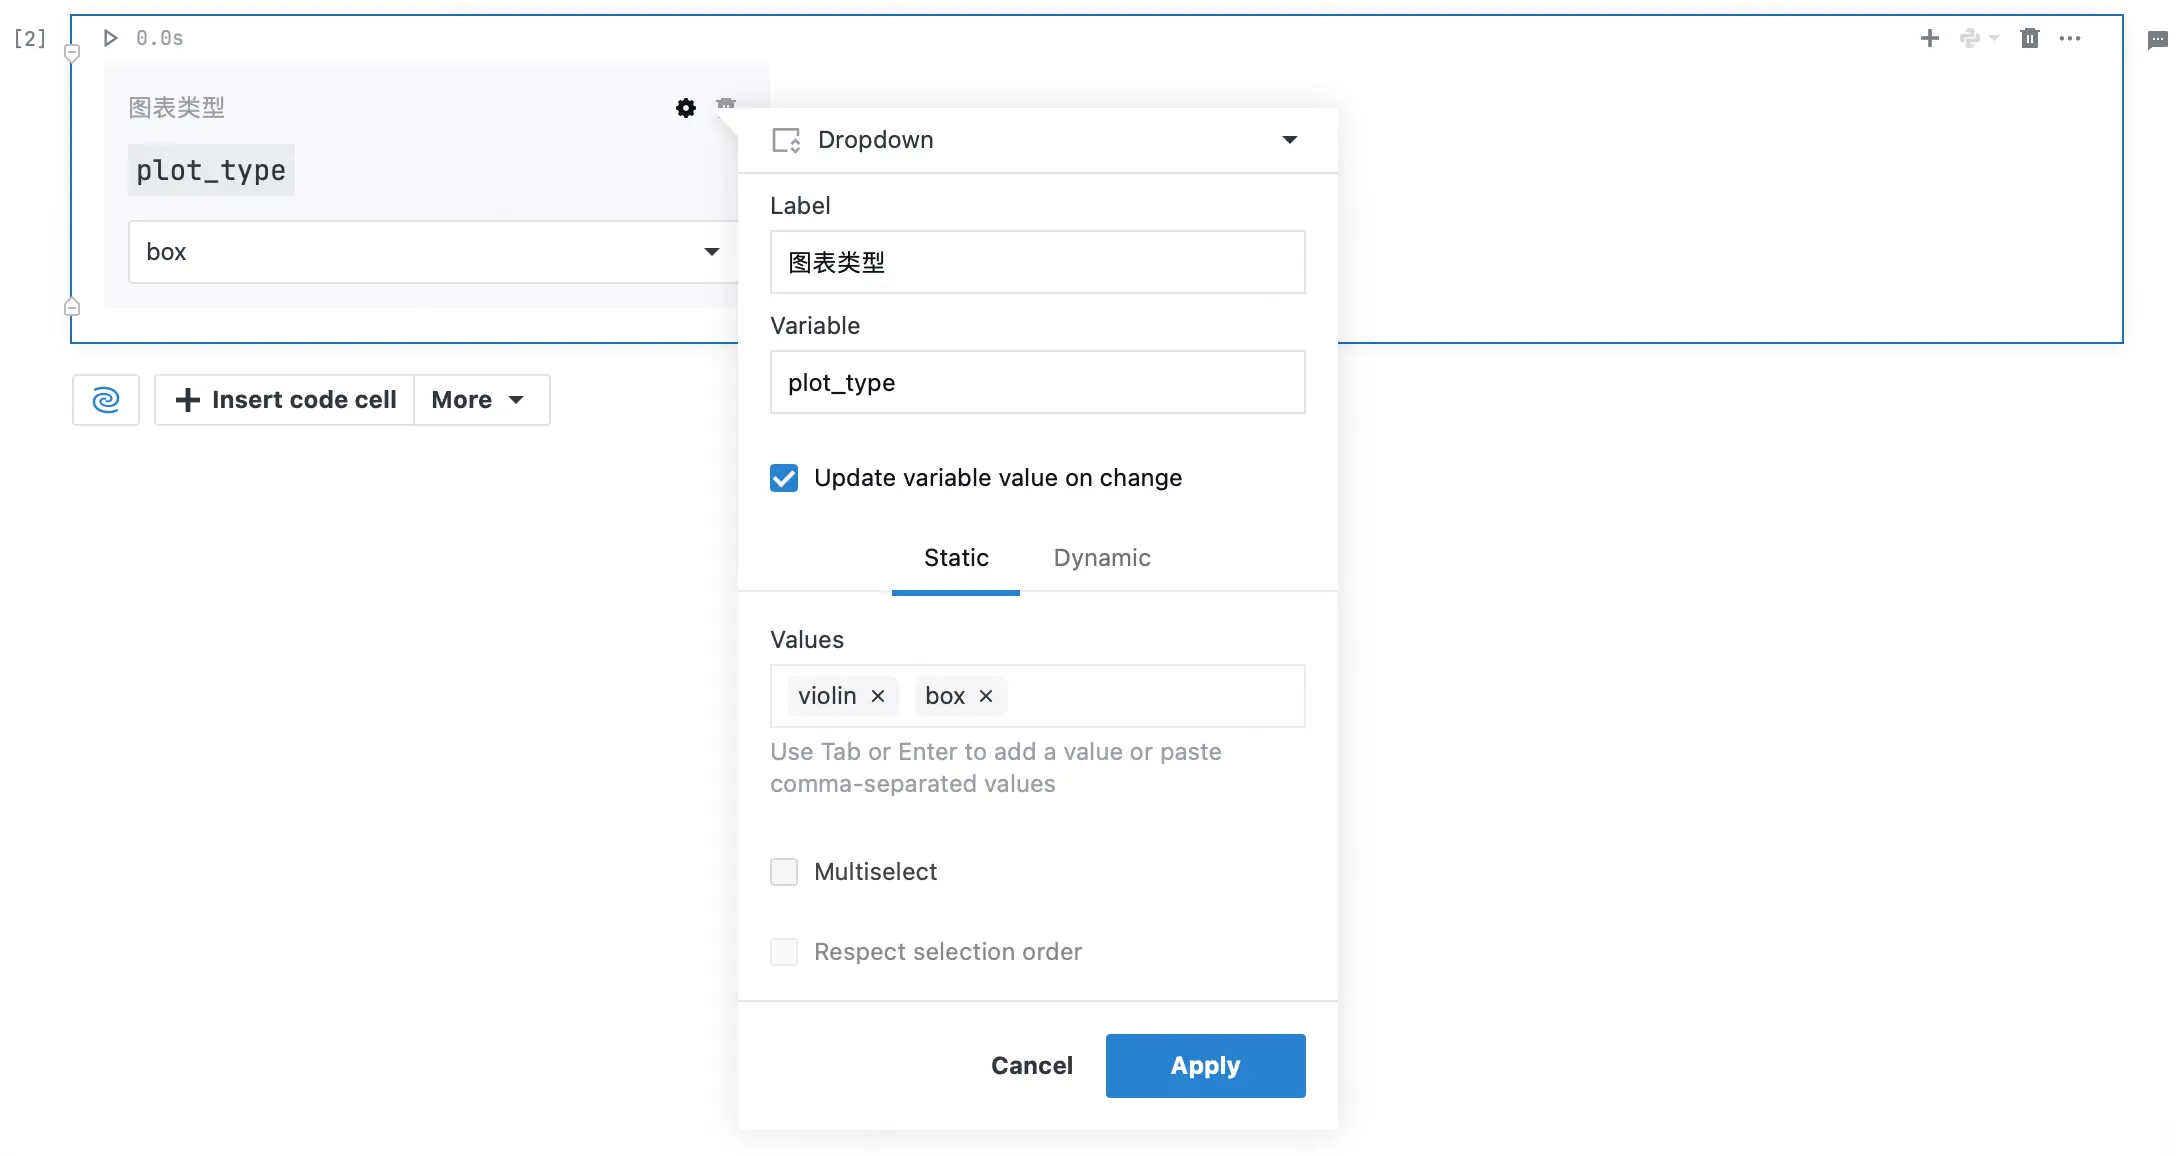 [2]
0.0s
图表类型
plot_type
box
Insert code cell
More
Dropdown
Label
图表类型
Variable
plot_type
Update variable value on change
Static
Dynamic
Values
violin
box
Use Tab or Enter to add a value or paste
comma-separated values
Multiselect
Respect selection order
Cancel
Apply